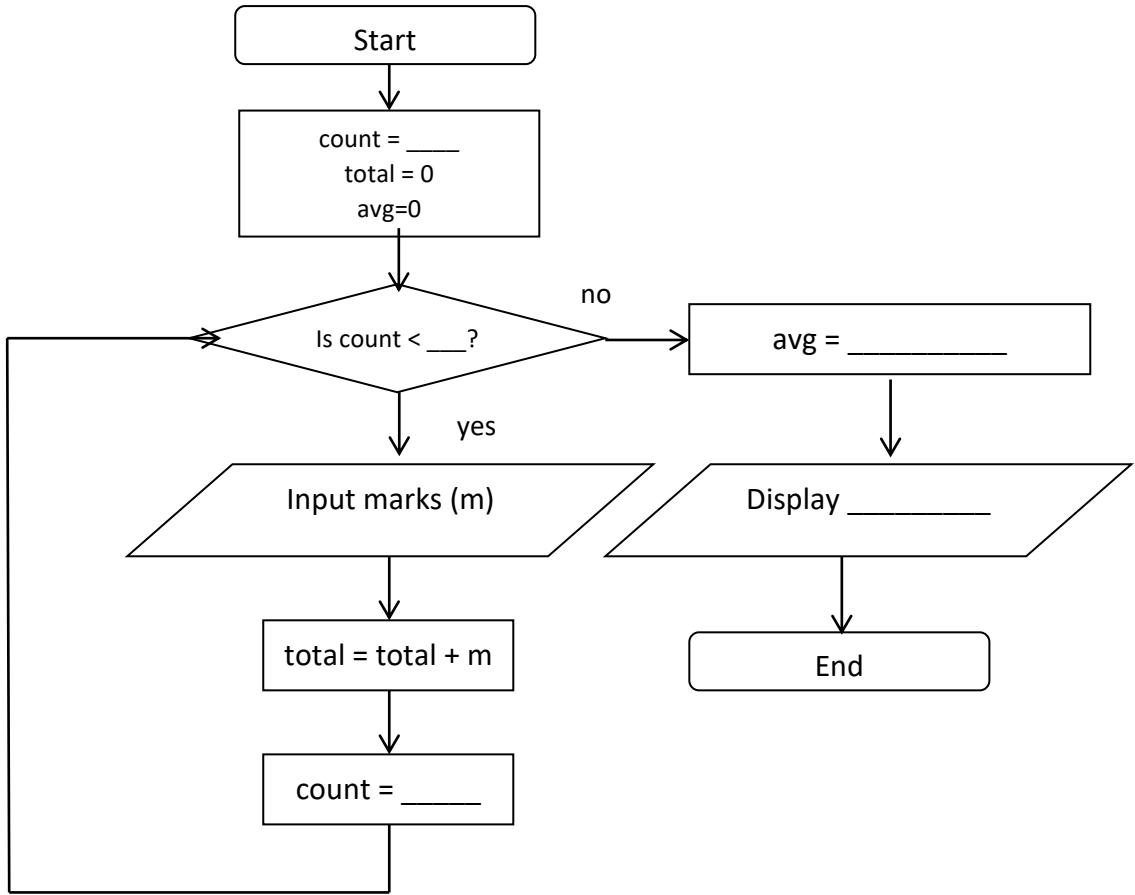 Start
count = ____
total = 0
avg=0
Is count < ___?
no
avg = __________
yes
Input marks (m)
Display _________
total = total + m
End
count = _____